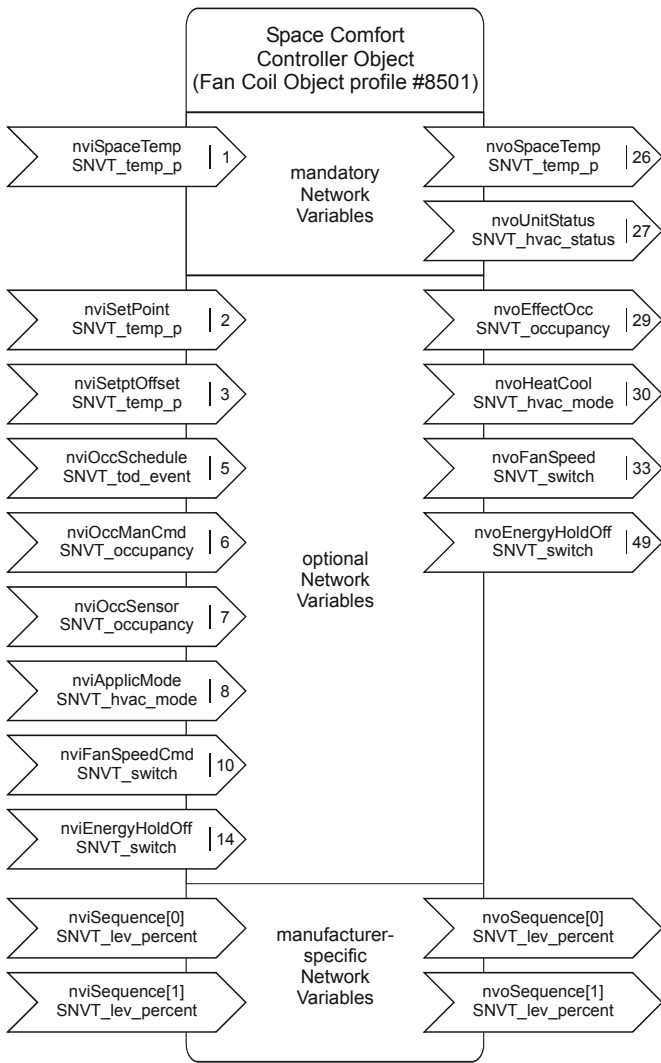 Space Comfort
Controller Object
(Fan Coil Object profile #8501)
nviSpaceTemp
SNVT_temp_p
1
mandatory
Network
Variables
nvoSpaceTemp
SNVT_temp_p
26
nvoUnitStatus
SNVT_hvac_status
27
nviSetPoint
SNVT_temp_p
2
nviSetptOffset
SNVT_temp_p
3
nviOccSchedule
SNVT_tod_event
5
nviOccManCmd
SNVT_occupancy
6
nviOccSensor
SNVT_occupancy
7
nviApplicMode
SNVT_hvac_mode
8
nviFanSpeedCmd
SNVT_switch
10
nviEnergyHoldOff
SNVT_switch
14
optional
Network
Variables
nvoEffectOcc
SNVT_occupancy
29
nvoHeatCool
SNVT_hvac_mode
30
nvoFanSpeed
SNVT_switch
33
nvoEnergyHoldOff
SNVT_switch
49
nviSequence[0]
SNVT_lev_percent
nviSequence[1]
SNVT_lev_percent
manufacturer-
specific
Network
Variables
nvoSequence[0]
SNVT_lev_percent
nvoSequence[1]
SNVT_lev_percent